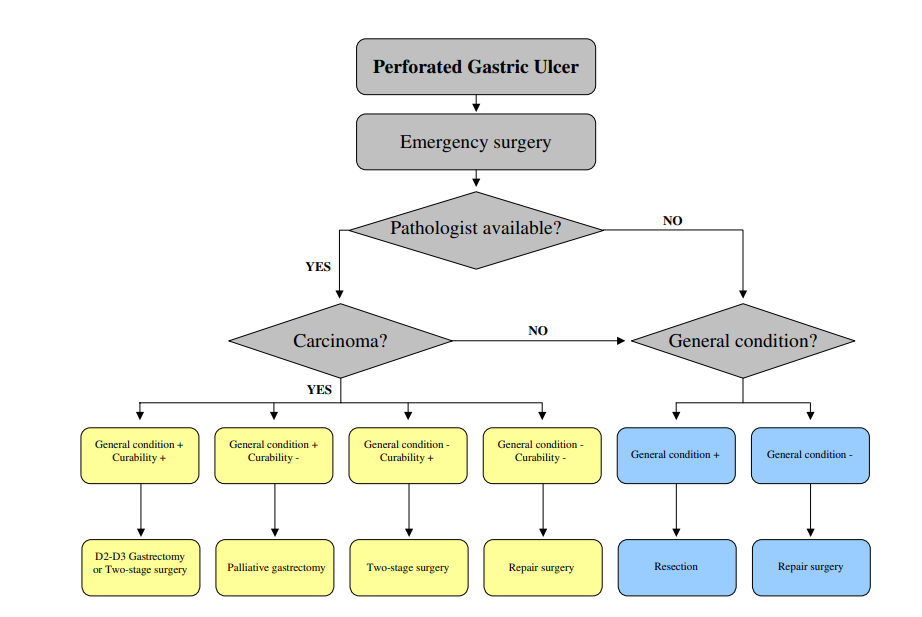 Perforated Gastric Ulcer
Emergency surgery
Pathologist available?
NO
YES
Carcinoma?
NO
General condition?
YES
General condition +
Curability +
General condition +
Curability -
General condition -
Curability +
General condition -
Curability -
General condition +
General condition -
D2-D3 Gastrectomy
or Two-stage surgery
Palliative gastrectomy
Two-stage surgery
Repair surgery
Resection
Repair surgery